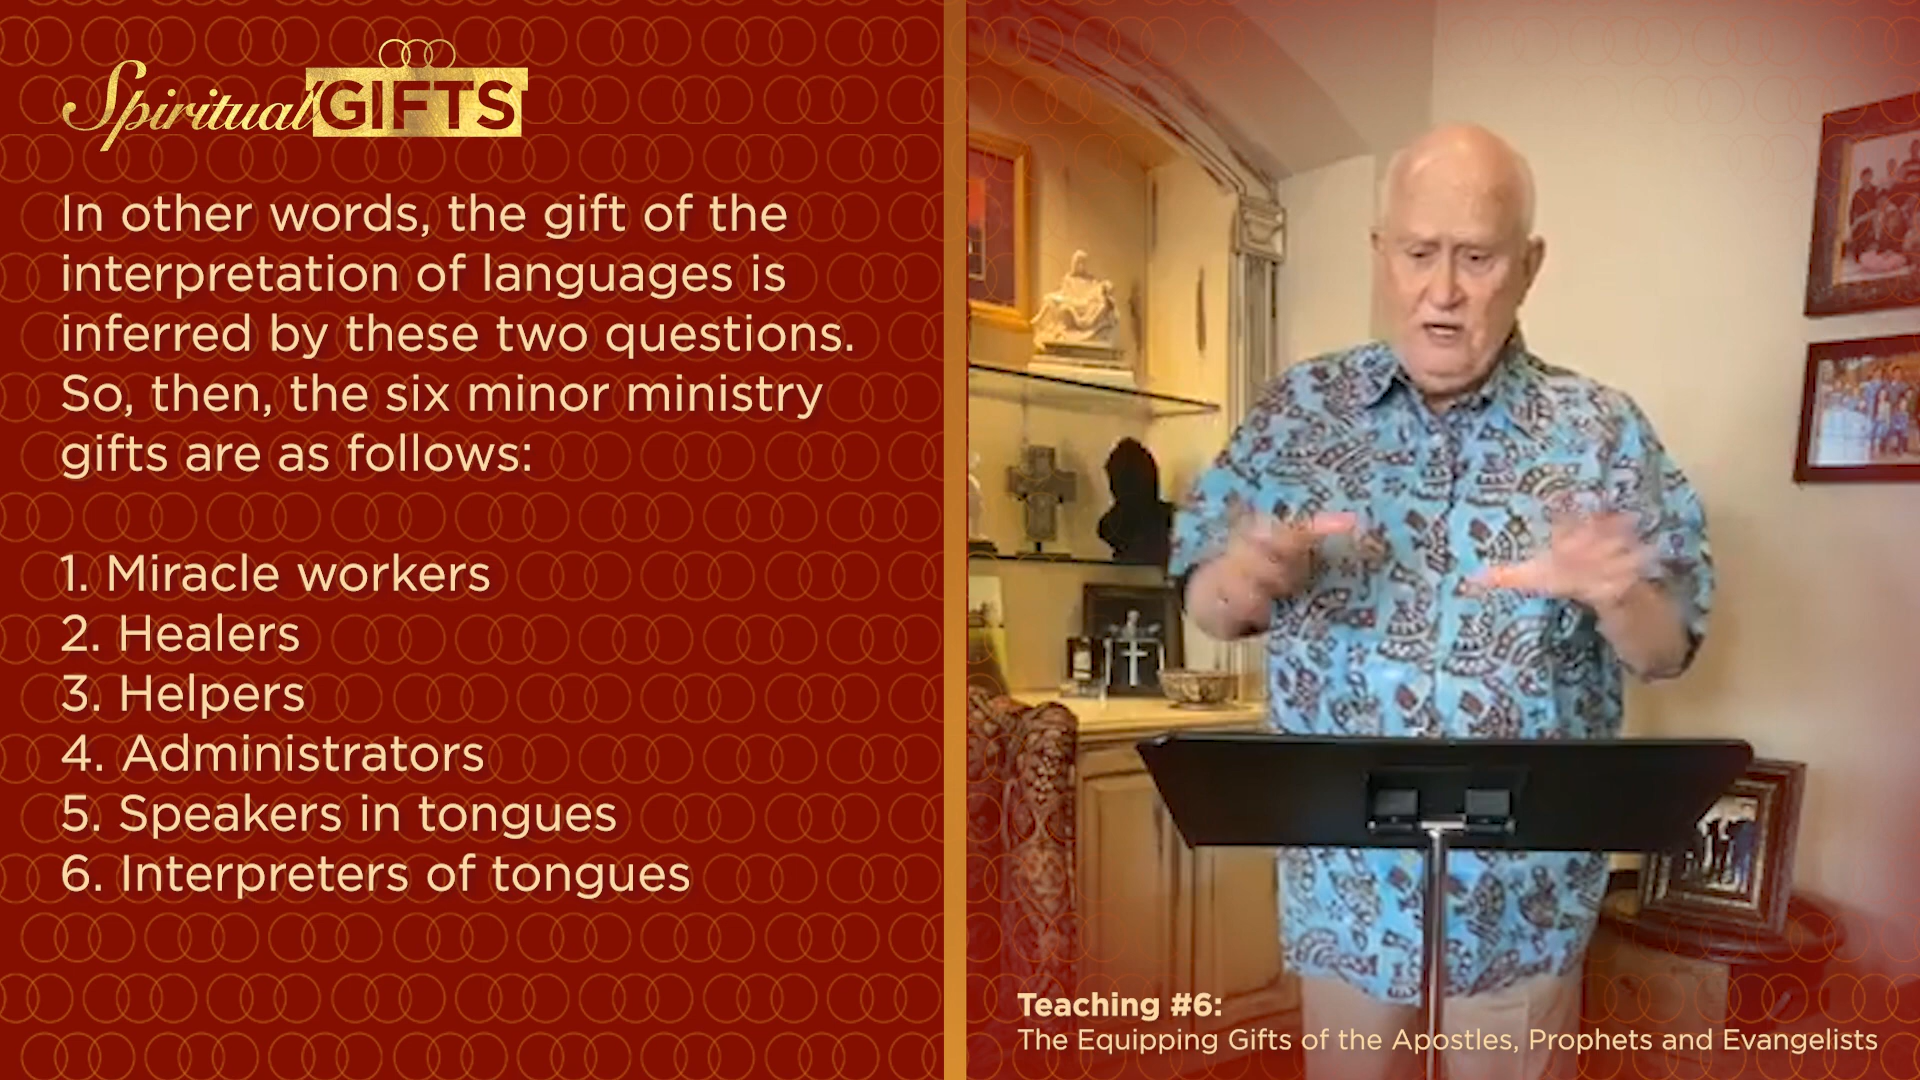 Spiritual GIFTS
In other words, the gift of the
interpretation of languages is
inferred by these two questions.
So, then, the six minor ministry
gifts are as follows:
1. Miracle workers
2. Healers
3. Helpers
4. Administrators
5. Speakers in tongues
6. Interpreters of tongues
Teaching #6:
The Equipping Gifts of the Apostles, Prophets and Evangelists